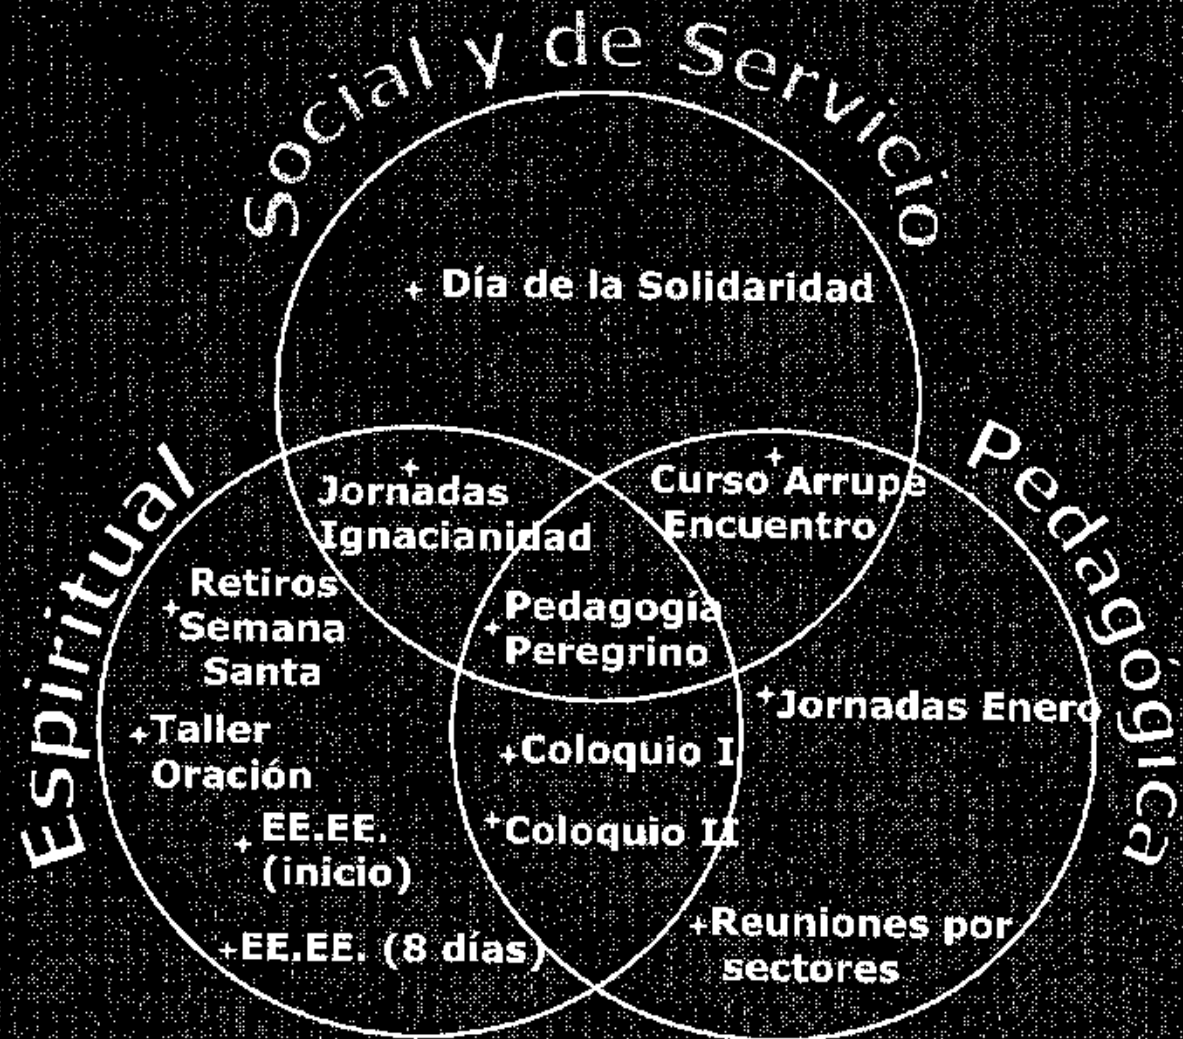 Social y de Servicio
+ Día de la Solidaridad
Espiritual
Pedagógica
+
Jornadas
Ignacianidad
+
Curso Arrupe
Encuentro
Retiros
+Semana
Santa
+Pedagogía
Peregrino
+Taller
Oración
+Jornadas Enero
+Coloquio I
+Coloquio II
+ EE.EE.
(inicio)
+EE.EE. (8 días)
+Reuniones por
sectores